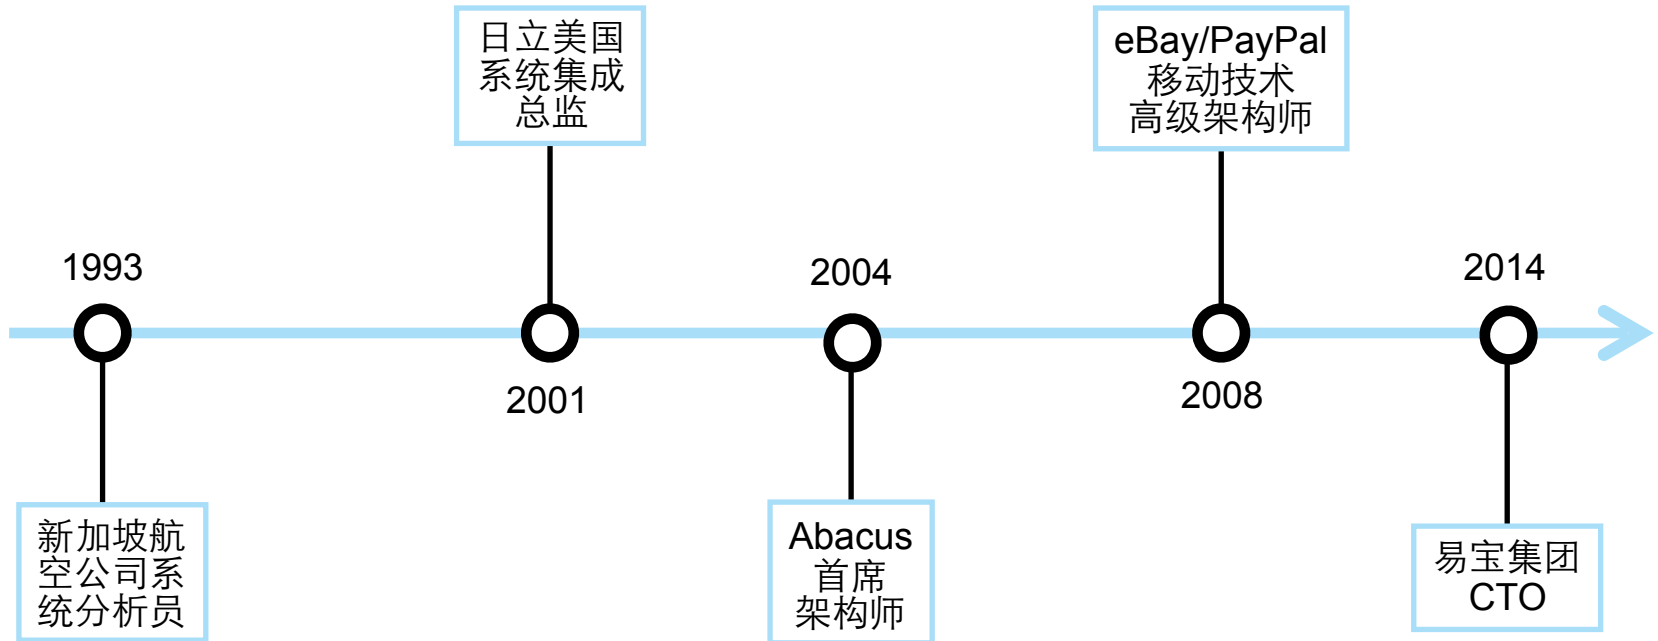 日立美国
系统集成
总监
eBay/PayPal
移动技术
高级架构师
1993
2004
2014
2001
2008
新加坡航
空公司系
统分析员
Abacus
首席
架构师
易宝集团
CTO